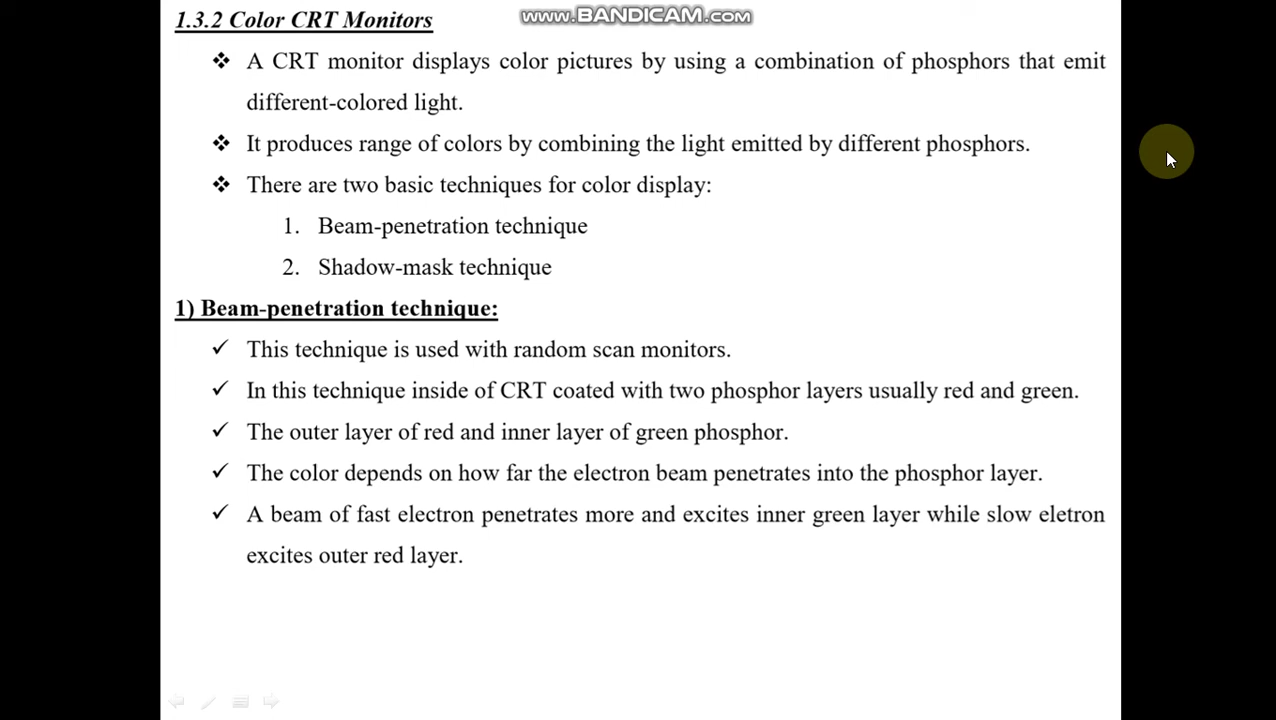 www.BANDICAM.com
1.3.2 Color CRT Monitors
❖ A CRT monitor displays color pictures by using a combination of phosphors that emit
different-colored light.
❖ It produces range of colors by combining the light emitted by different phosphors.
❖ There are two basic techniques for color display:
1. Beam-penetration technique
2. Shadow-mask technique
1) Beam-penetration technique:
✓ This technique is used with random scan monitors.
✓ In this technique inside of CRT coated with two phosphor layers usually red and green.
✓ The outer layer of red and inner layer of green phosphor.
✓ The color depends on how far the electron beam penetrates into the phosphor layer.
✓ A beam of fast electron penetrates more and excites inner green layer while slow eletron
excites outer red layer.